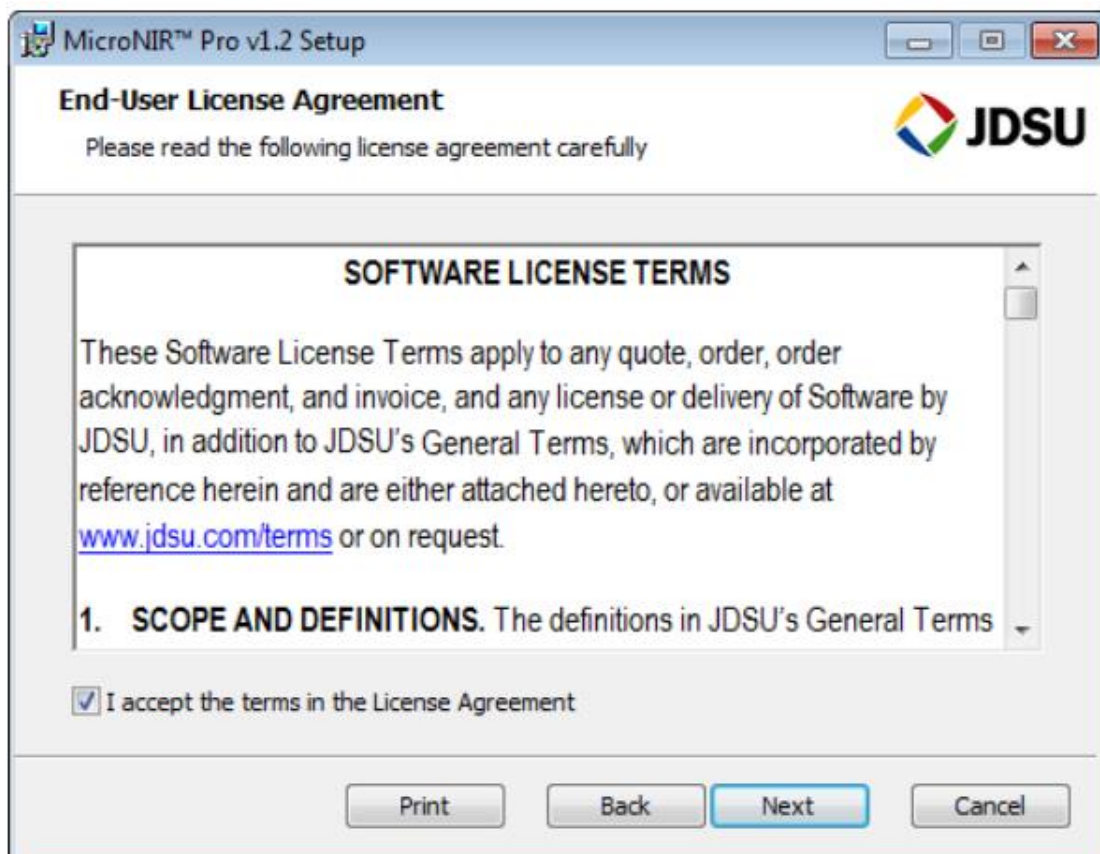 MicroNIR™ Pro v1.2 Setup
End-User License Agreement
Please read the following license agreement carefully
JDSU
SOFTWARE LICENSE TERMS
These Software License Terms apply to any quote, order, order
acknowledgment, and invoice, and any license or delivery of Software by
JDSU, in addition to JDSU's General Terms, which are incorporated by
reference herein and are either attached hereto, or available at
www.jdsu.com/terms or on request.
1. SCOPE AND DEFINITIONS. The definitions in JDSU's General Terms
I accept the terms in the License Agreement
Print Back Next Cancel